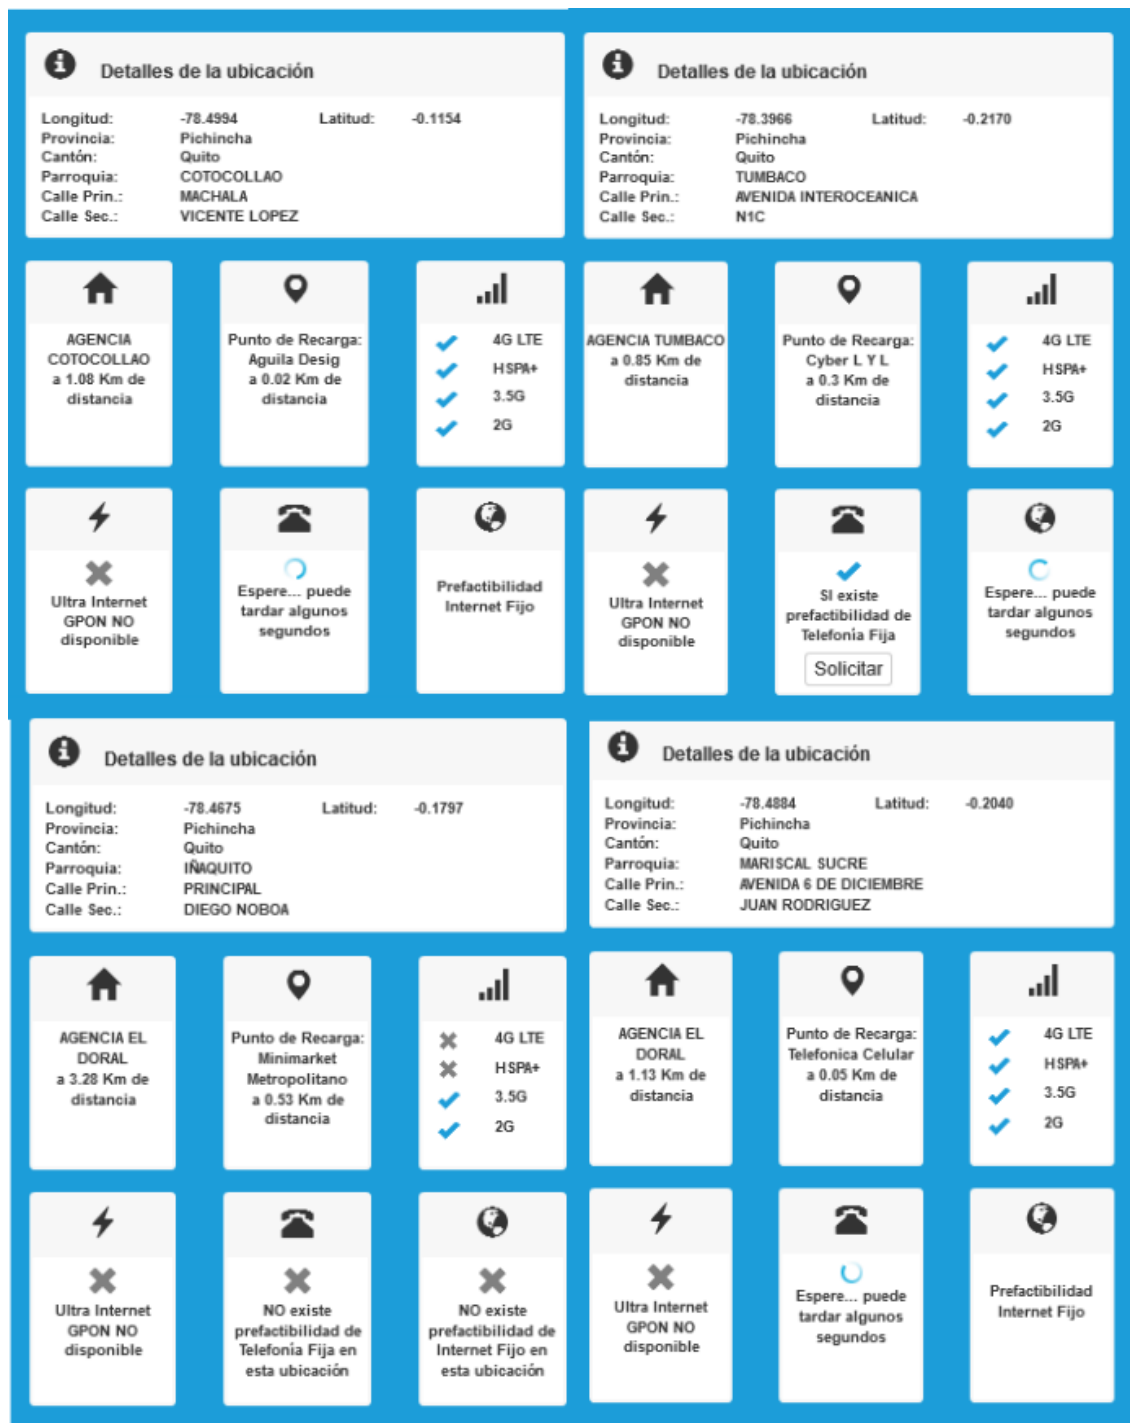 Detalles de la ubicación
Longitud: -78.4994 Latitud: -0.1154
Provincia: Pichincha
Cantón: Quito
Parroquia: COTOCOLLAO
Calle Prin.: MACHALA
Calle Sec.: VICENTE LOPEZ
AGENCIA
COTOCOLLAO
a 1.08 Km de
distancia
Punto de Recarga:
Aguila Desig
a 0.02 Km de
distancia
4G LTE
HSPA+
3.5G
2G
Ultra Internet
GPON NO
disponible
Espere... puede
tardar algunos
segundos
Prefactibilidad
Internet Fijo
Detalles de la ubicación
Longitud: -78.3966 Latitud: -0.2170
Provincia: Pichincha
Cantón: Quito
Parroquia: TUMBACO
Calle Prin.: AVENIDA INTEROCEANICA
Calle Sec.: N1C
AGENCIA TUMBACO
a 0.85 Km de
distancia
Punto de Recarga:
Cyber L Y L
a 0.3 Km de
distancia
4G LTE
HSPA+
3.5G
2G
Ultra Internet
GPON NO
disponible
SI existe
prefactibilidad de
Telefonía Fija
Solicitar
Espere... puede
tardar algunos
segundos
Detalles de la ubicación
Longitud: -78.4675 Latitud: -0.1797
Provincia: Pichincha
Cantón: Quito
Parroquia: IÑAQUITO
Calle Prin.: PRINCIPAL
Calle Sec.: DIEGO NOBOA
AGENCIA EL
DORAL
a 3.28 Km de
distancia
Punto de Recarga:
Minimarket
Metropolitano
a 0.53 Km de
distancia
4G LTE
HSPA+
3.5G
2G
Ultra Internet
GPON NO
disponible
NO existe
prefactibilidad de
Telefonía Fija en
esta ubicación
NO existe
prefactibilidad de
Internet Fijo en
esta ubicación
Detalles de la ubicación
Longitud: -78.4884 Latitud: -0.2040
Provincia: Pichincha
Cantón: Quito
Parroquia: MARISCAL SUCRE
Calle Prin.: AVENIDA 6 DE DICIEMBRE
Calle Sec.: JUAN RODRIGUEZ
AGENCIA EL
DORAL
a 1.13 Km de
distancia
Punto de Recarga:
Telefonica Celular
a 0.05 Km de
distancia
4G LTE
HSPA+
3.5G
2G
Ultra Internet
GPON NO
disponible
Espere... puede
tardar algunos
segundos
Prefactibilidad
Internet Fijo